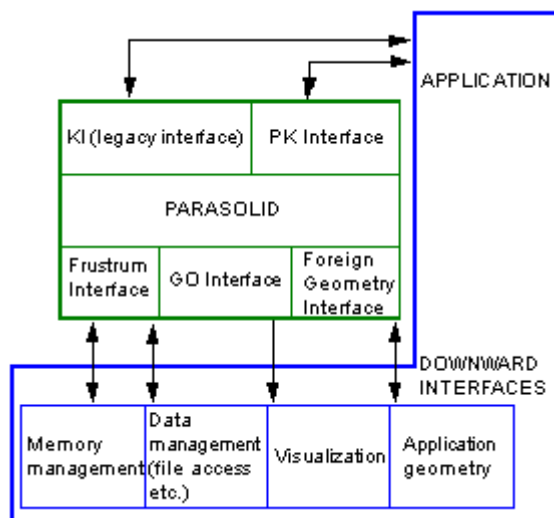 APPLICATION
KI (legacy interface)
PK Interface
PARASOLID
Frustrum
Interface
GO Interface
Foreign
Geometry
Interface
DOWNWARD
INTERFACES
Memory
management
Data
management
(file access
etc.)
Visualization
Application
geometry